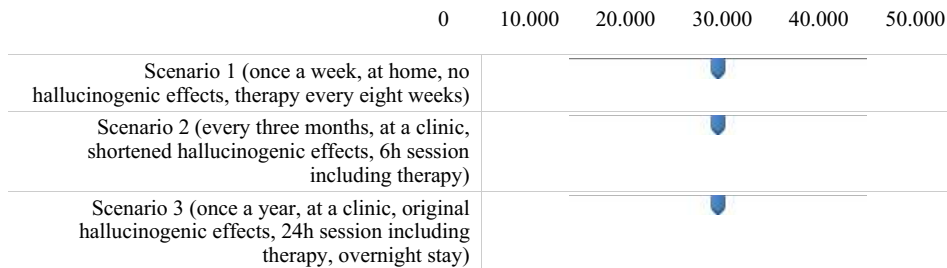 0 10.000 20.000 30.000 40.000 50.000
Scenario 1 (once a week, at home, no
hallucinogenic effects, therapy every eight weeks)
Scenario 2 (every three months, at a clinic,
shortened hallucinogenic effects, 6h session
including therapy)
Scenario 3 (once a year, at a clinic, original
hallucinogenic effects, 24h session including
therapy, overnight stay)